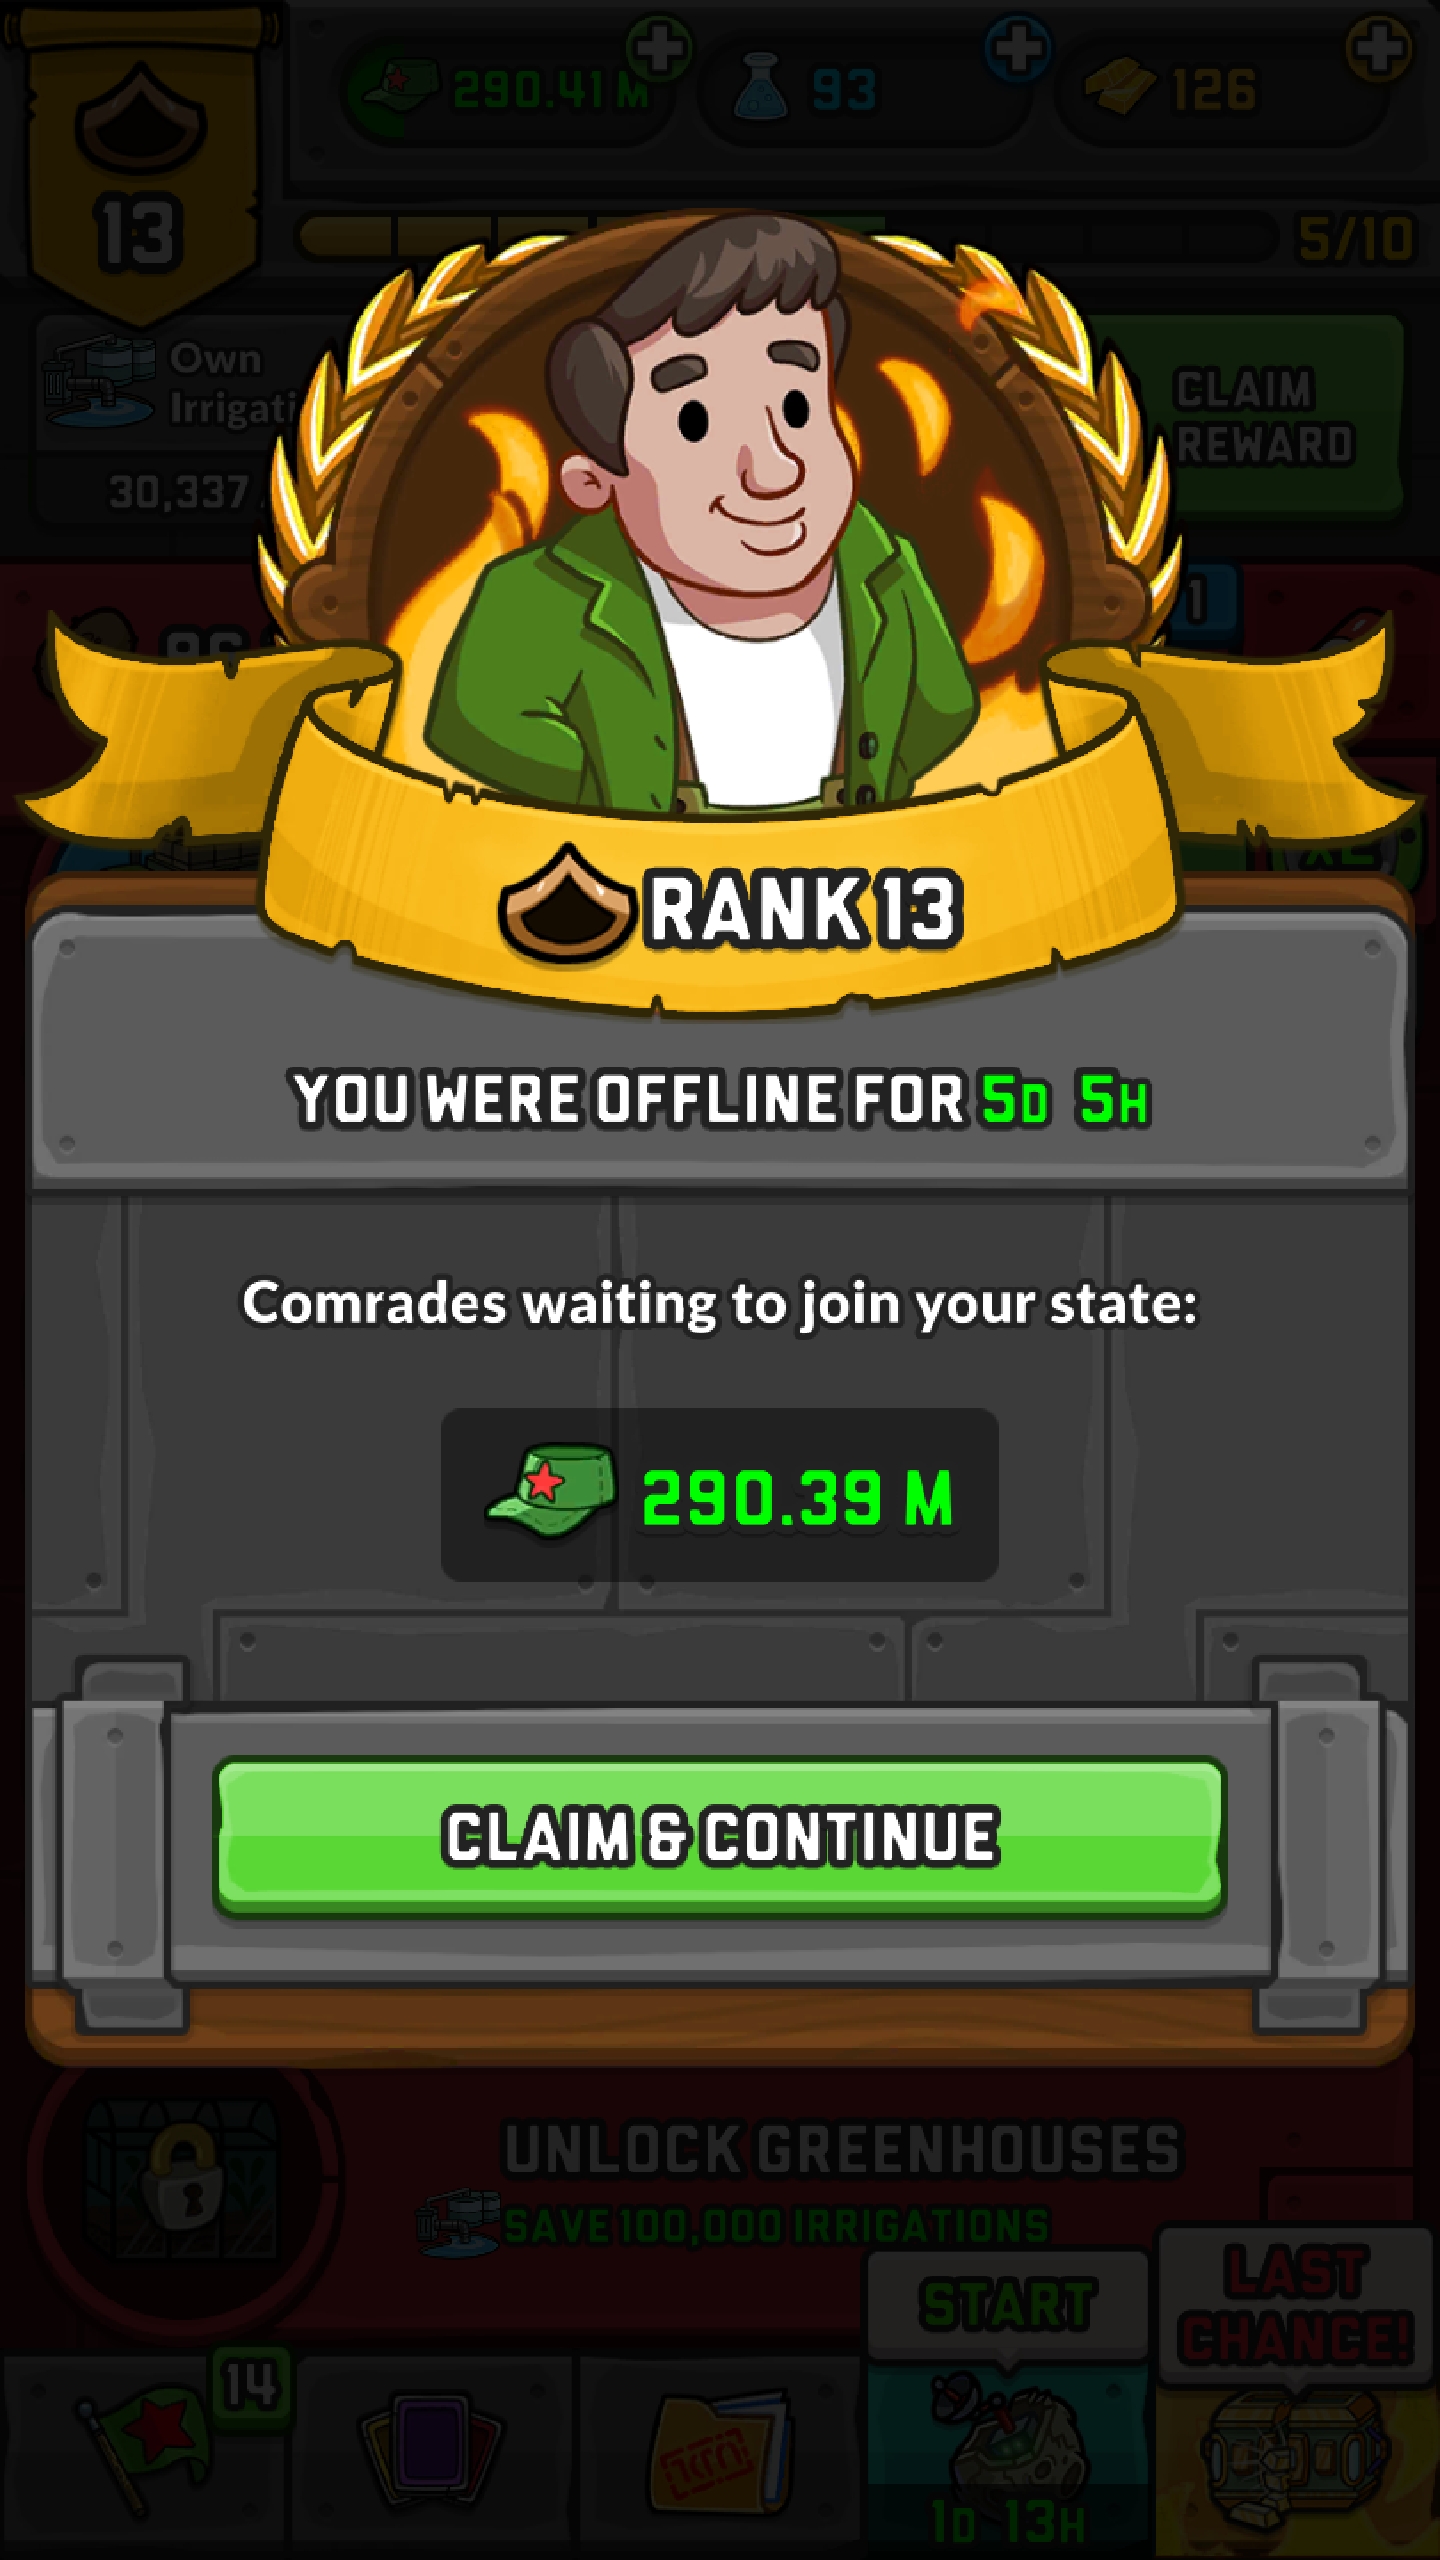 290.41 M
93
126
13
5/10
Own
Irrigati
30,337
CLAIM
REWARD
1
RANK 13
YOU WERE OFFLINE FOR 5D 5H
Comrades waiting to join your state:
290.39 M
CLAIM & CONTINUE
UNLOCK GREENHOUSES
SAVE 100,000 IRRIGATIONS
START
LAST
CHANCE!
14
1D 13H